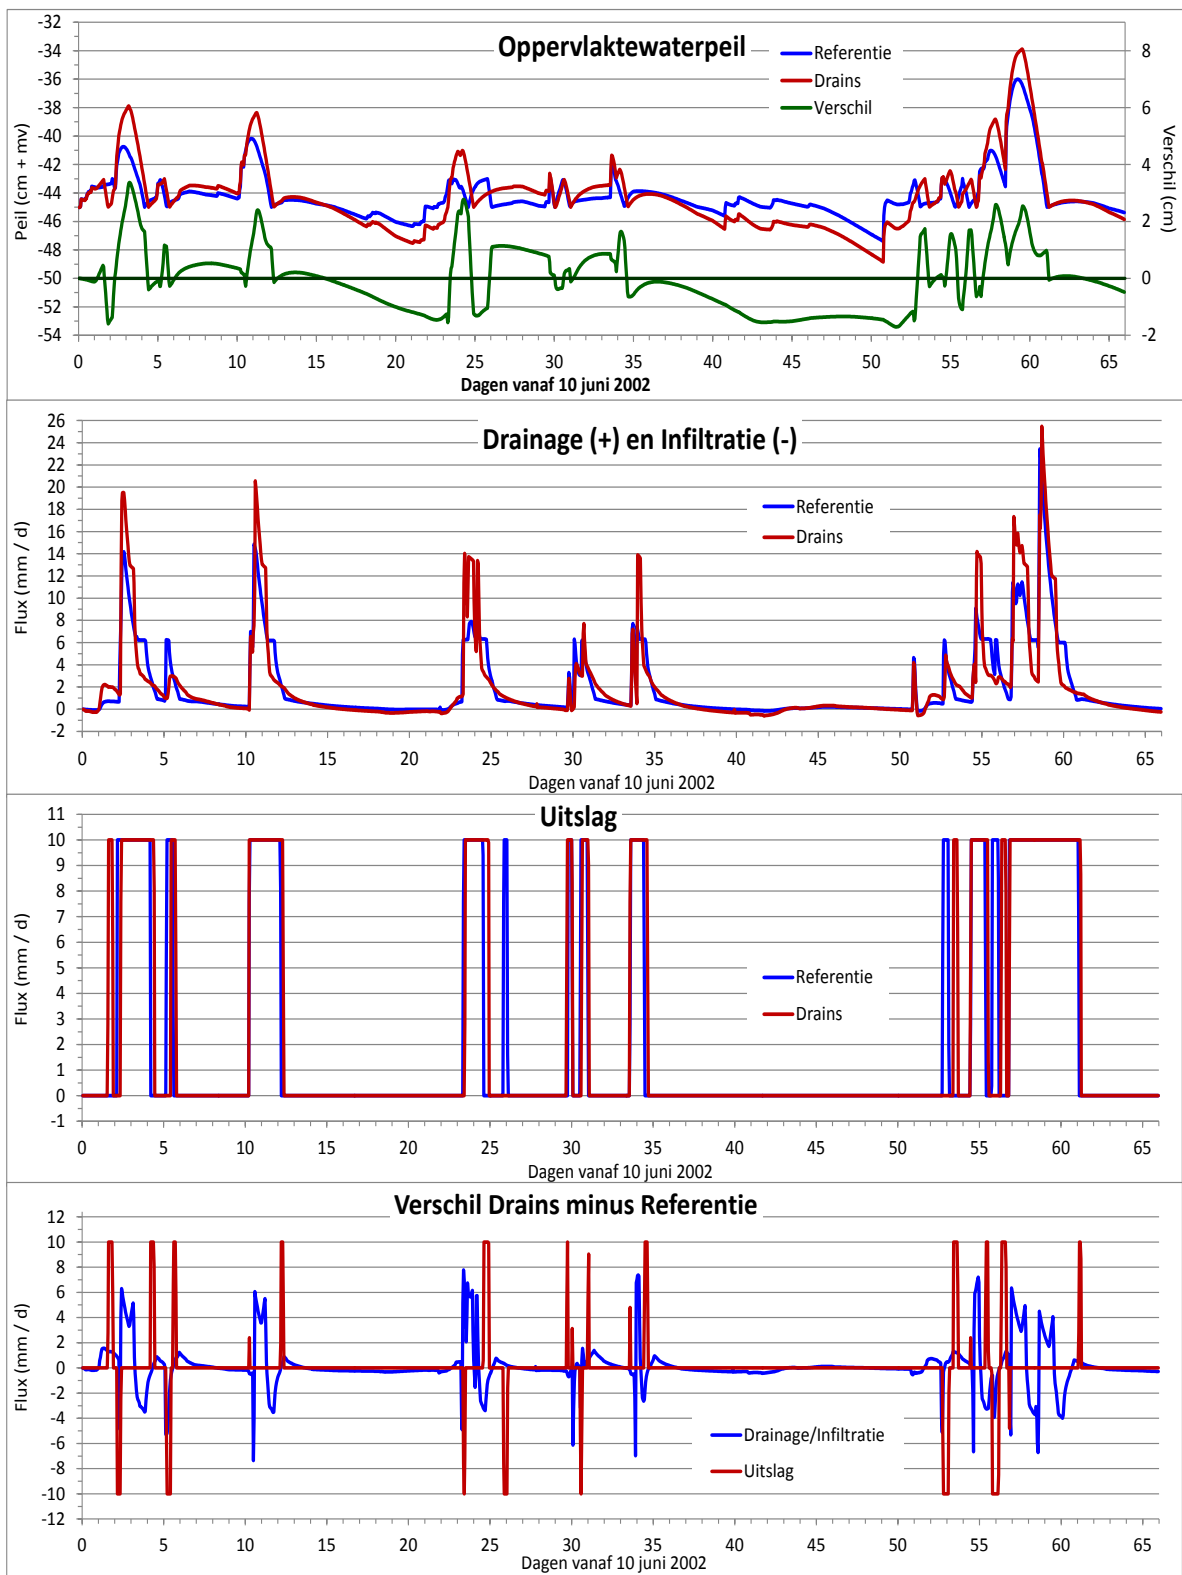 Oppervlaktewaterpeil
Referentie
Drains
Verschil
Peil (cm + mv)
-32
-34
-36
-38
-40
-42
-44
-46
-48
-50
-52
-54
Verschil (cm)
8
6
4
2
0
-2
0 5 10 15 20 25 30 35 40 45 50 55 60 65
Dagen vanaf 10 juni 2002
Drainage (+) en Infiltratie (-)
Referentie
Drains
Flux (mm / d)
26
24
22
20
18
16
14
12
10
8
6
4
2
0
-2
0 5 10 15 20 25 30 35 40 45 50 55 60 65
Dagen vanaf 10 juni 2002
Uitslag
Referentie
Drains
Flux (mm / d)
11
10
9
8
7
6
5
4
3
2
1
0
-1
0 5 10 15 20 25 30 35 40 45 50 55 60 65
Dagen vanaf 10 juni 2002
Verschil Drains minus Referentie
Drainage/Infiltratie
Uitslag
Flux (mm / d)
12
10
8
6
4
2
0
-2
-4
-6
-8
-10
-12
0 5 10 15 20 25 30 35 40 45 50 55 60 65
Dagen vanaf 10 juni 2002